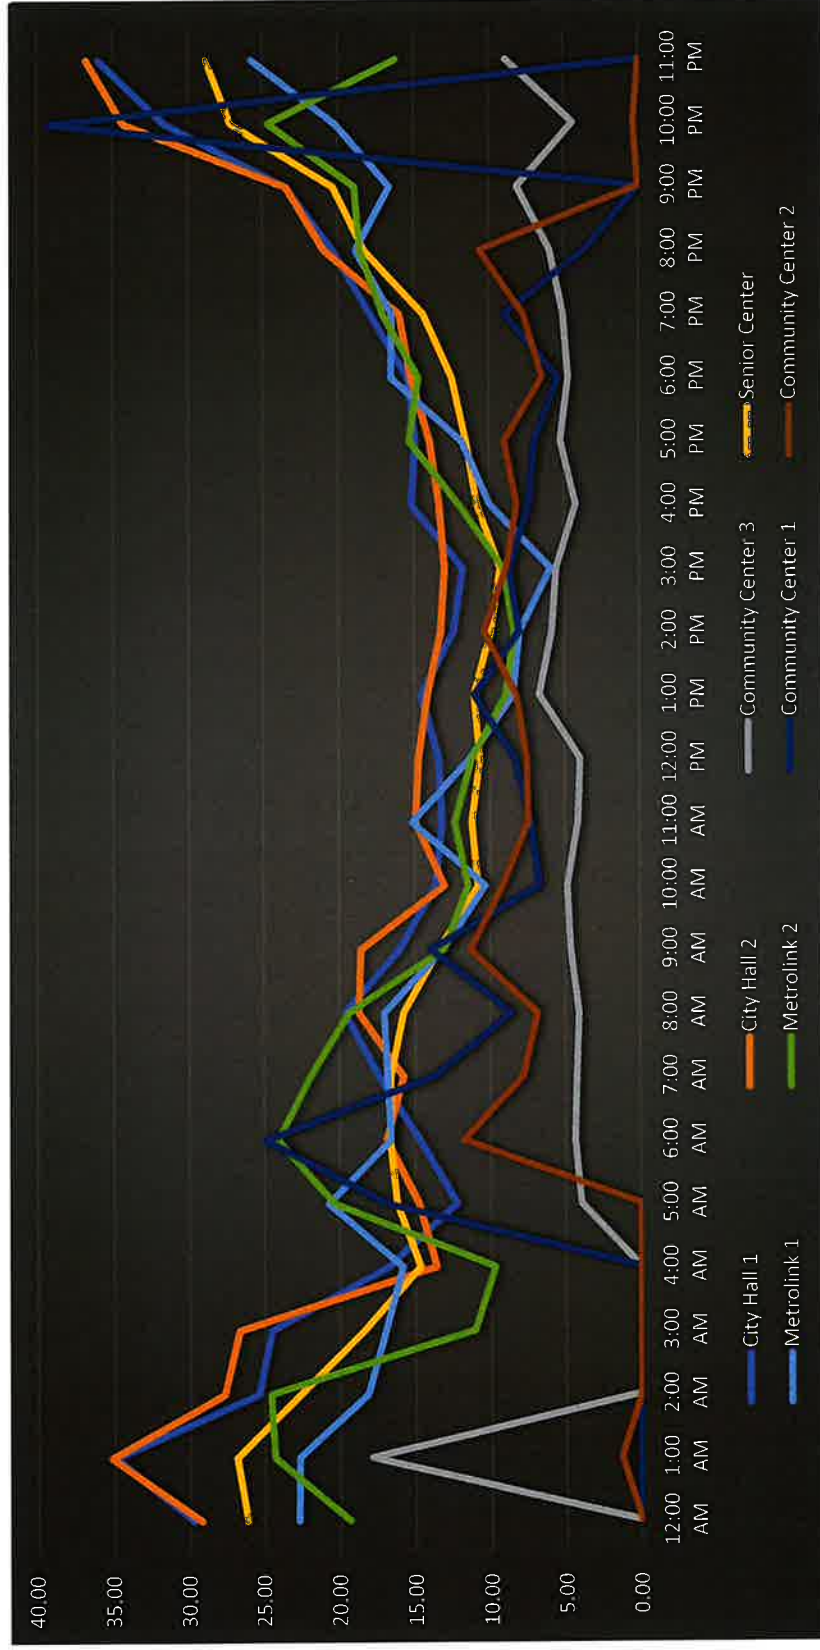 40.00
35.00
30.00
25.00
20.00
15.00
10.00
5.00
0.00
12:00 1:00 2:00 3:00 4:00 5:00 6:00 7:00 8:00 9:00 10:00 11:00 12:00 1:00 2:00 3:00 4:00 5:00 6:00 7:00 8:00 9:00 10:00 11:00
AM AM AM AM AM AM AM AM AM AM AM AM PM PM PM PM PM PM PM PM PM PM PM PM
City Hall 1 City Hall 2 Community Center 3 Senior Center
Metrolink 1 Metrolink 2 Community Center 1 Community Center 2